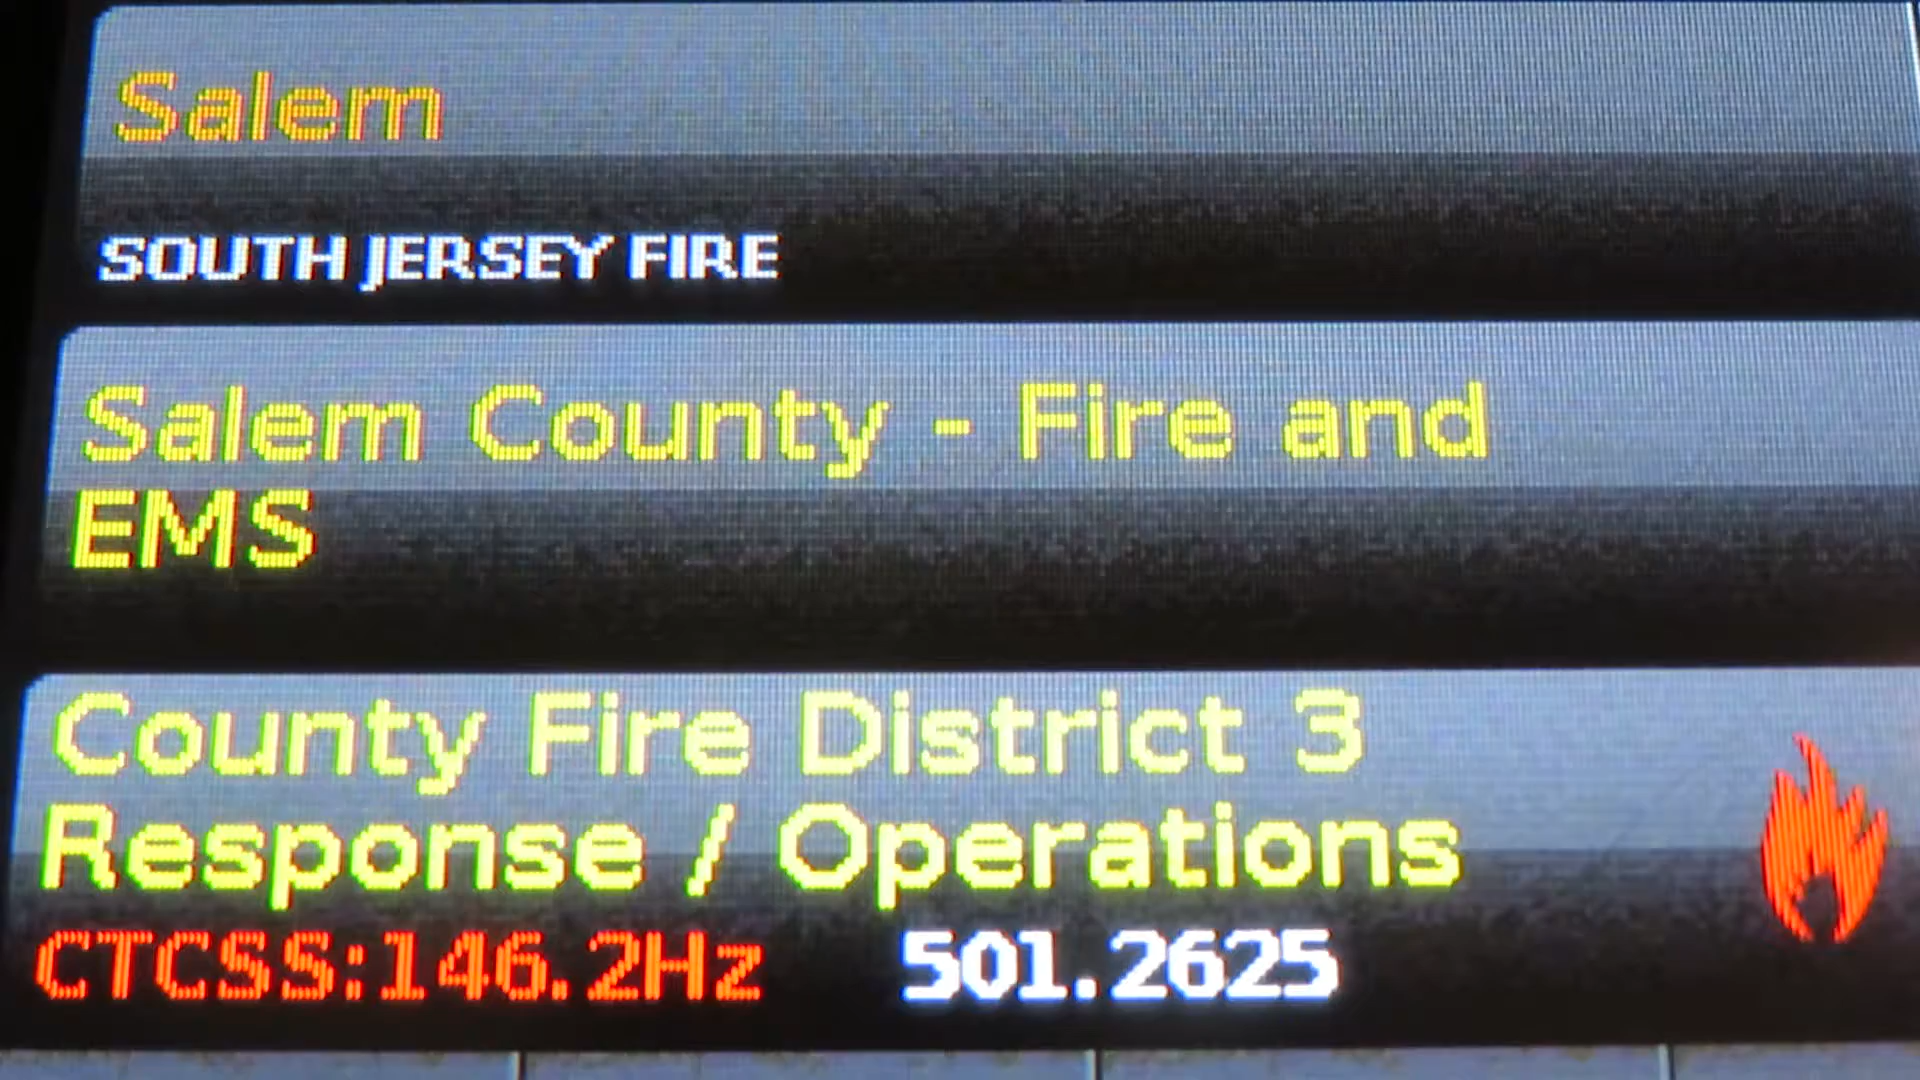 Salem
SOUTH JERSEY FIRE
Salem County - Fire and
EMS
County Fire District 3
Response / Operations
CTCSS:146.2Hz 501.2625